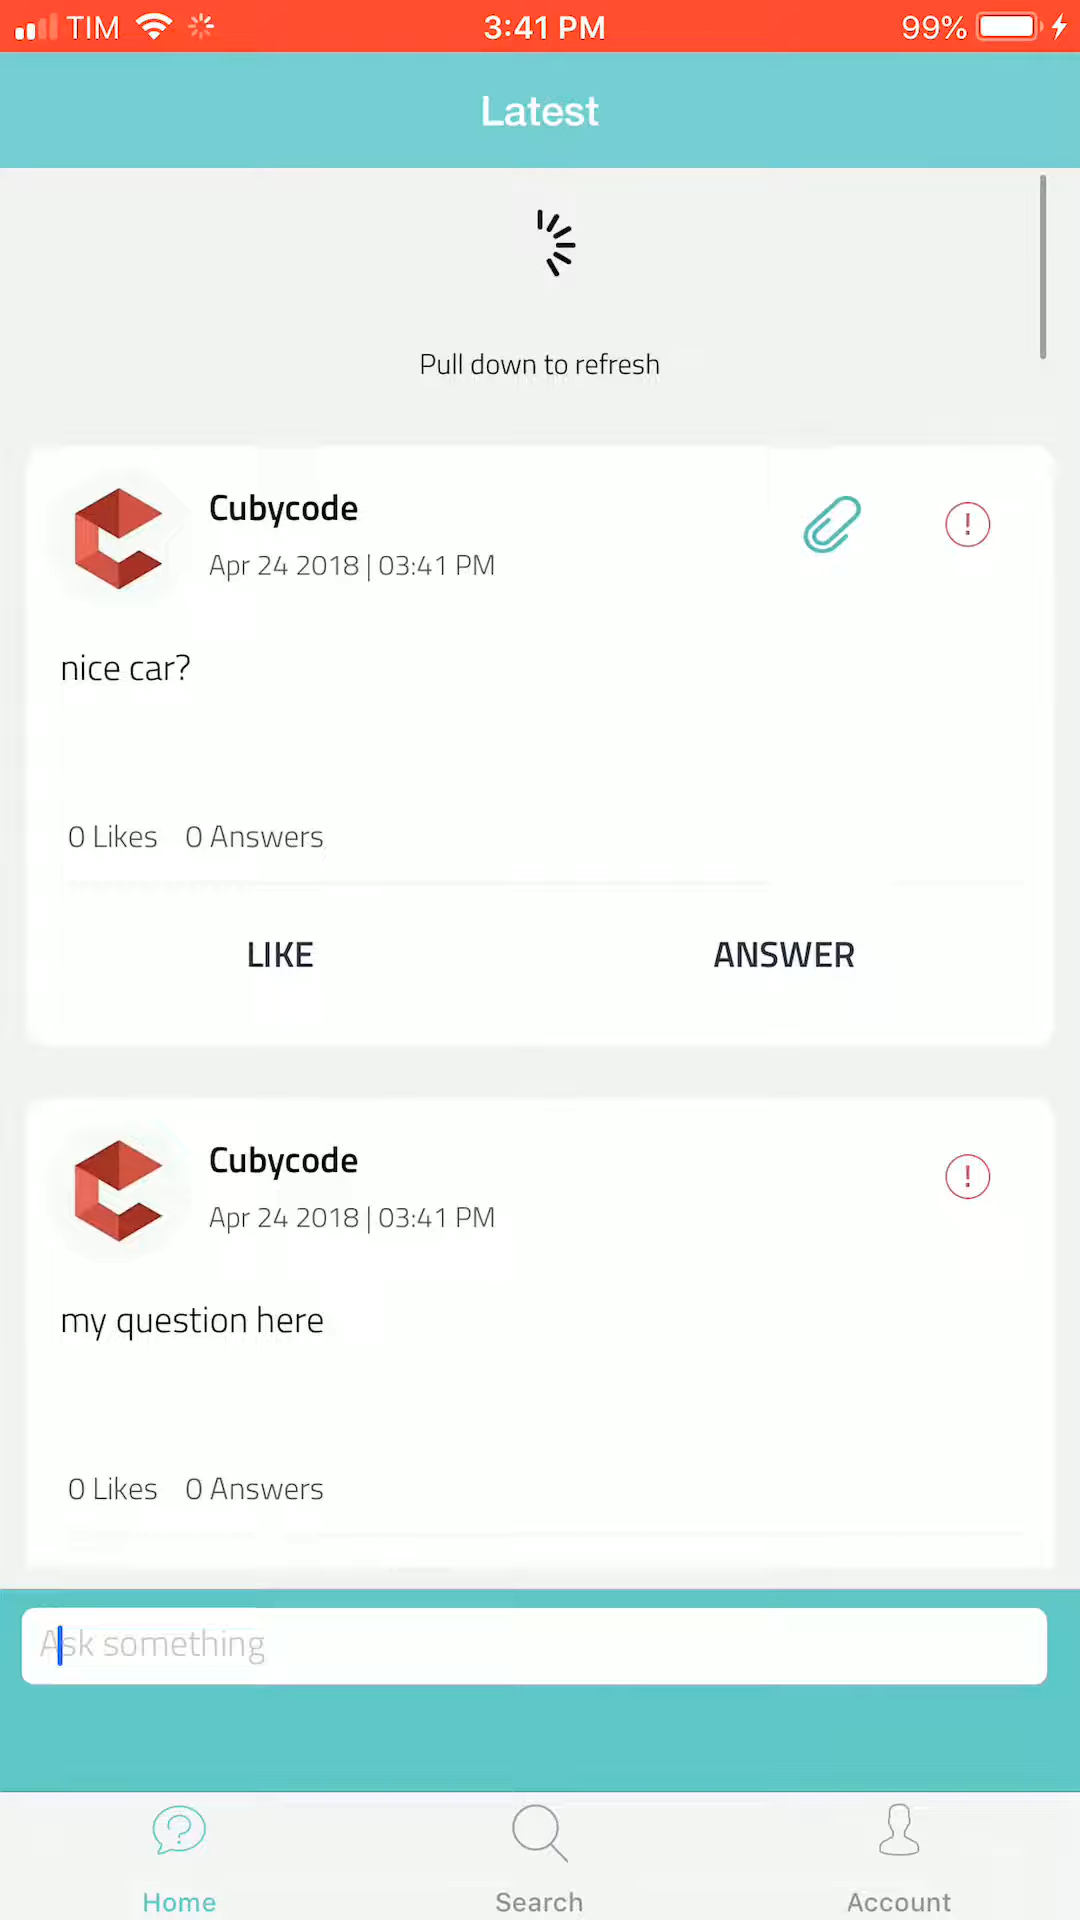 TIM 3:41 PM 99%
Latest
Pull down to refresh
Cubycode
Apr 24 2018 | 03:41 PM
nice car?
0 Likes 0 Answers
LIKE ANSWER
Cubycode
Apr 24 2018 | 03:41 PM
my question here
0 Likes 0 Answers
Ask something
Home Search Account